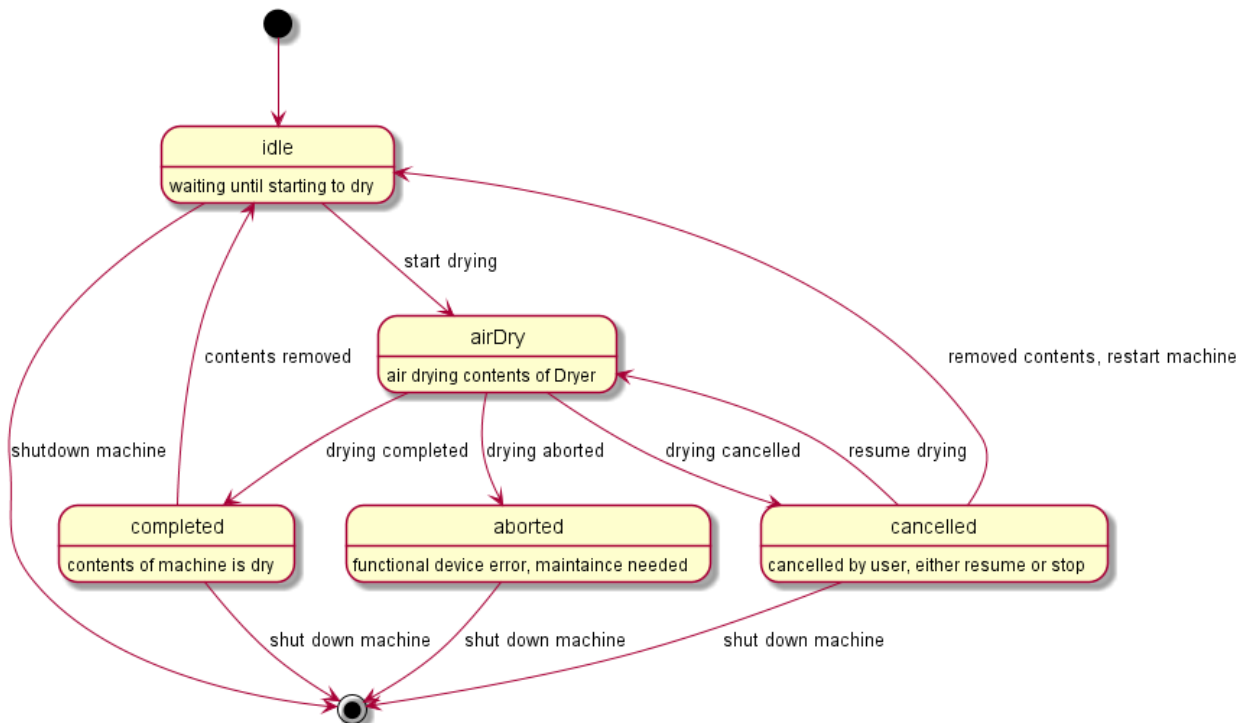 idle
waiting until starting to dry
start drying
airDry
air drying contents of Dryer
contents removed
removed contents, restart machine
shutdown machine
drying completed
drying aborted
drying cancelled
resume drying
completed
contents of machine is dry
aborted
functional device error, maintaince needed
cancelled
cancelled by user, either resume or stop
shut down machine
shut down machine
shut down machine